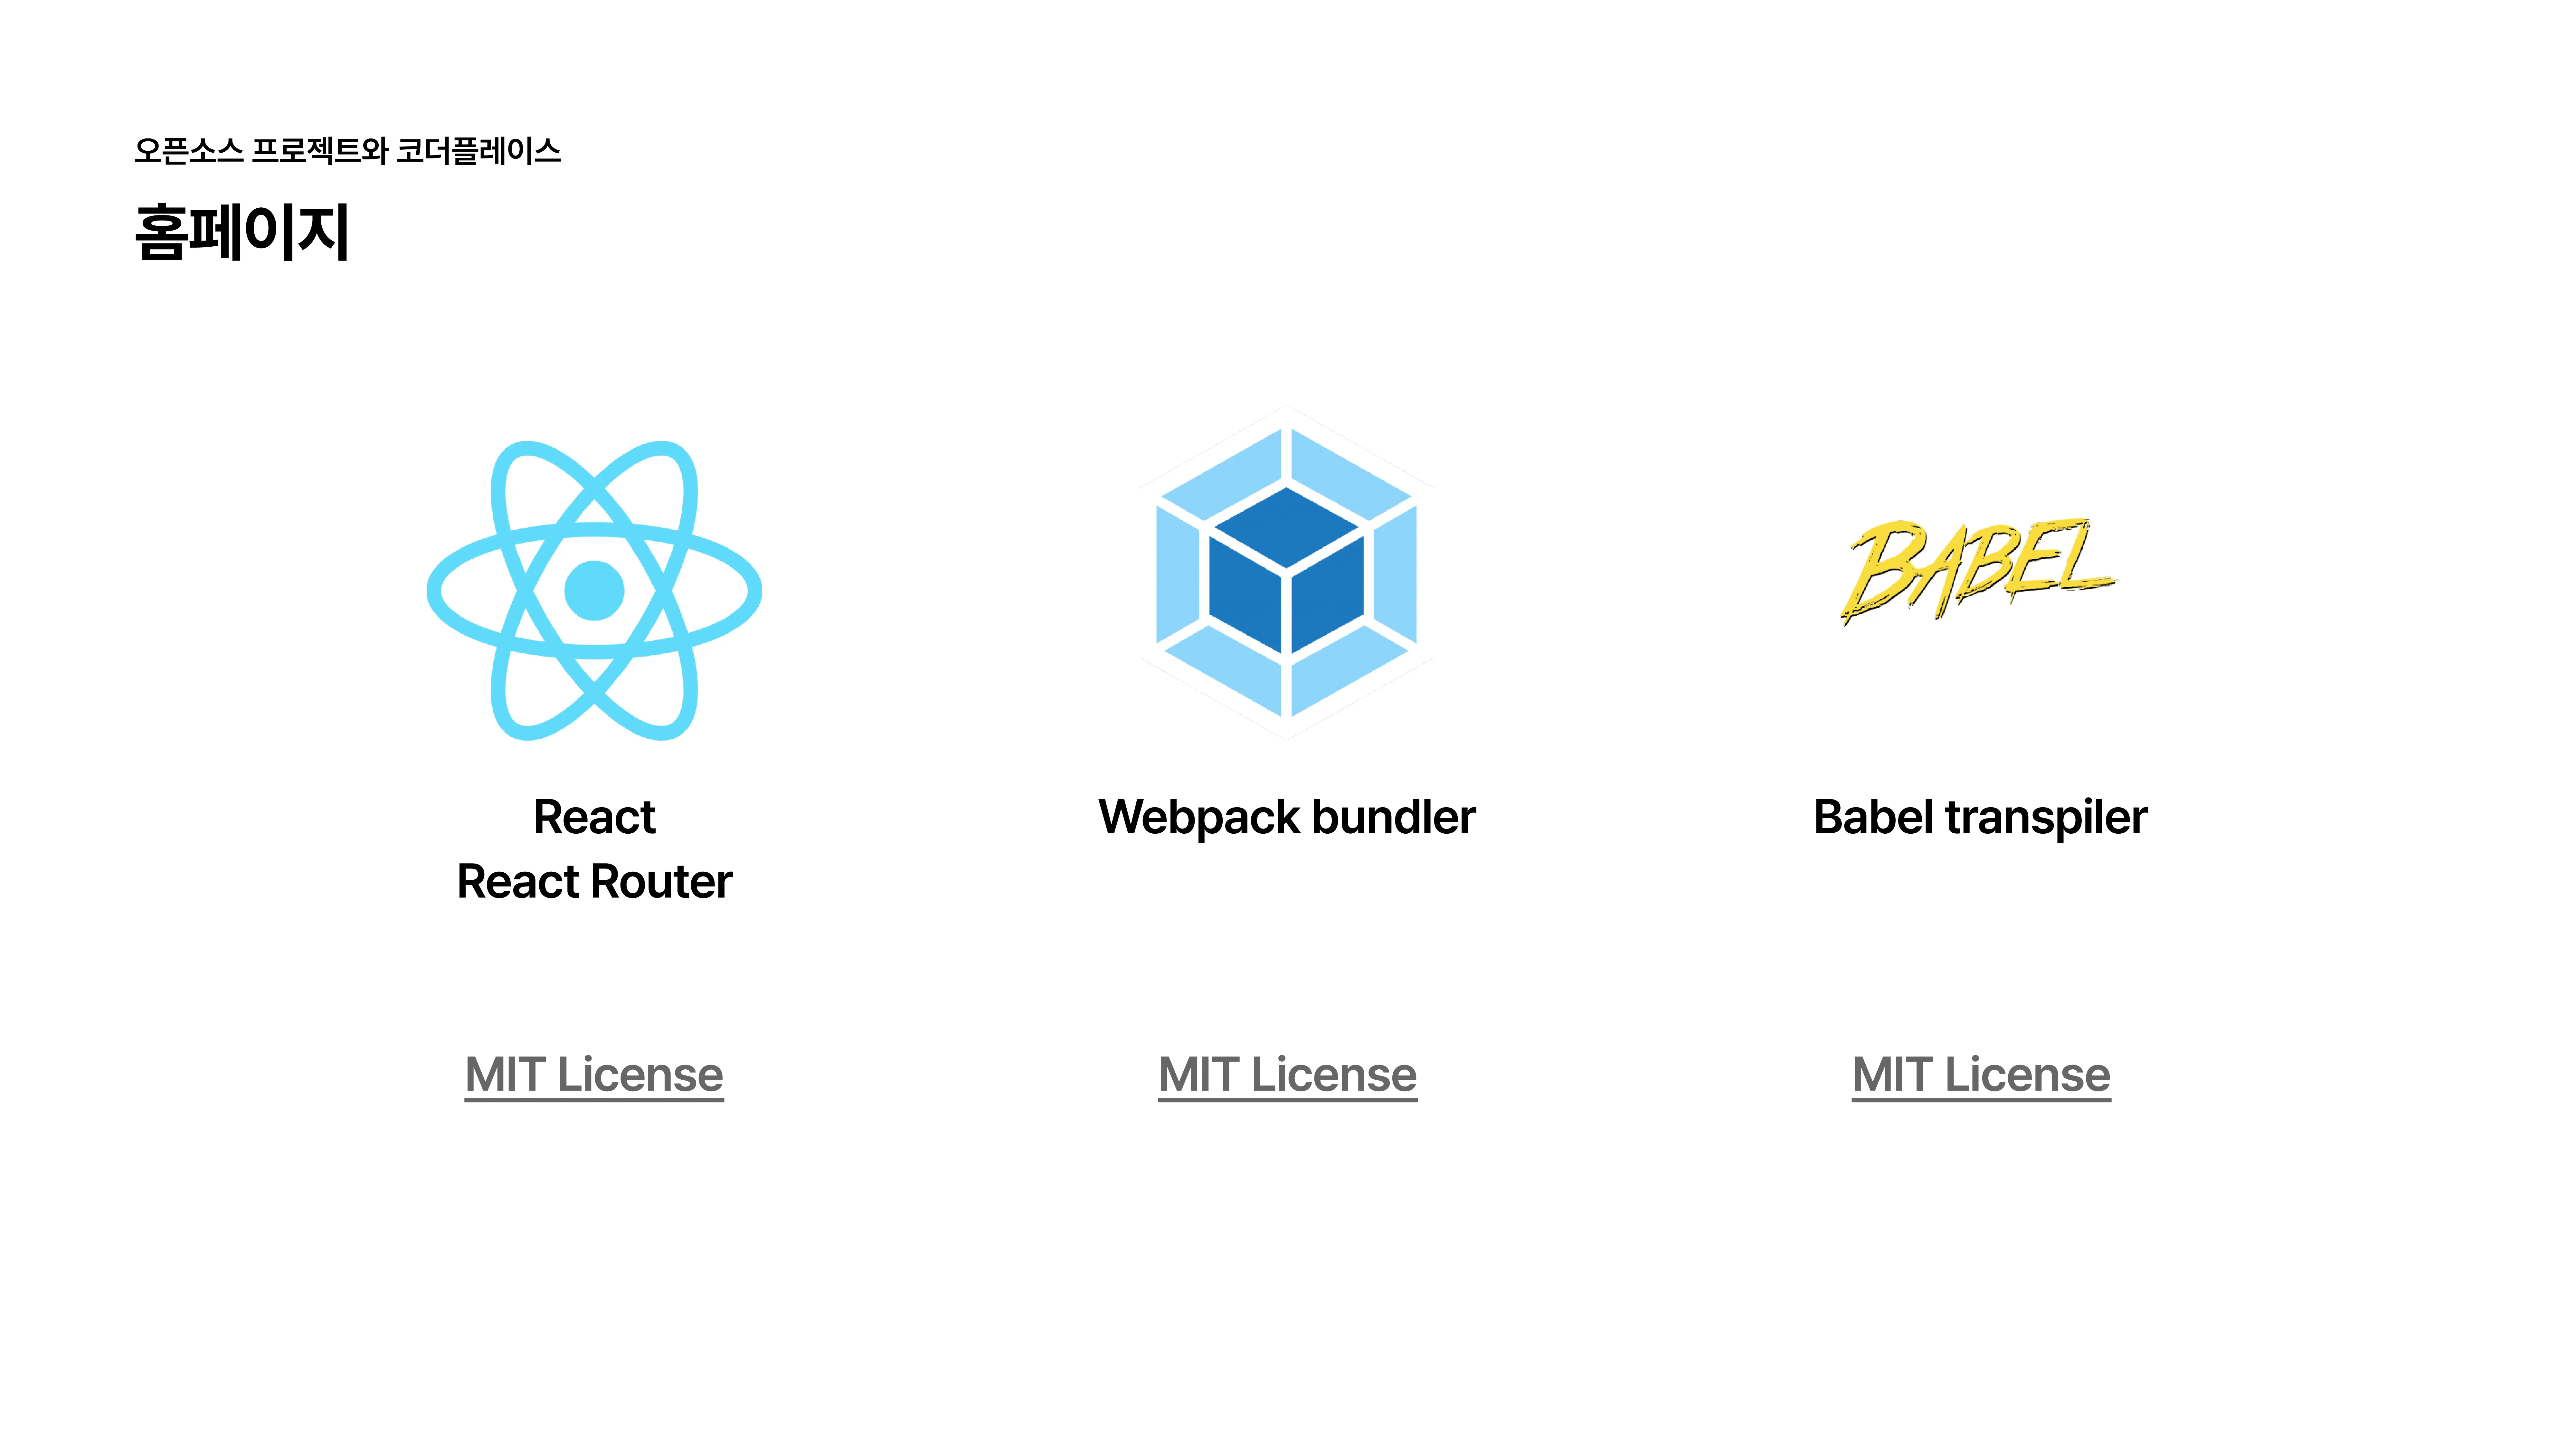 오픈소스 프로젝트와 코더플레이스
홈페이지
BABEL
React
React Router
Webpack bundler
Babel transpiler
MIT License
MIT License
MIT License